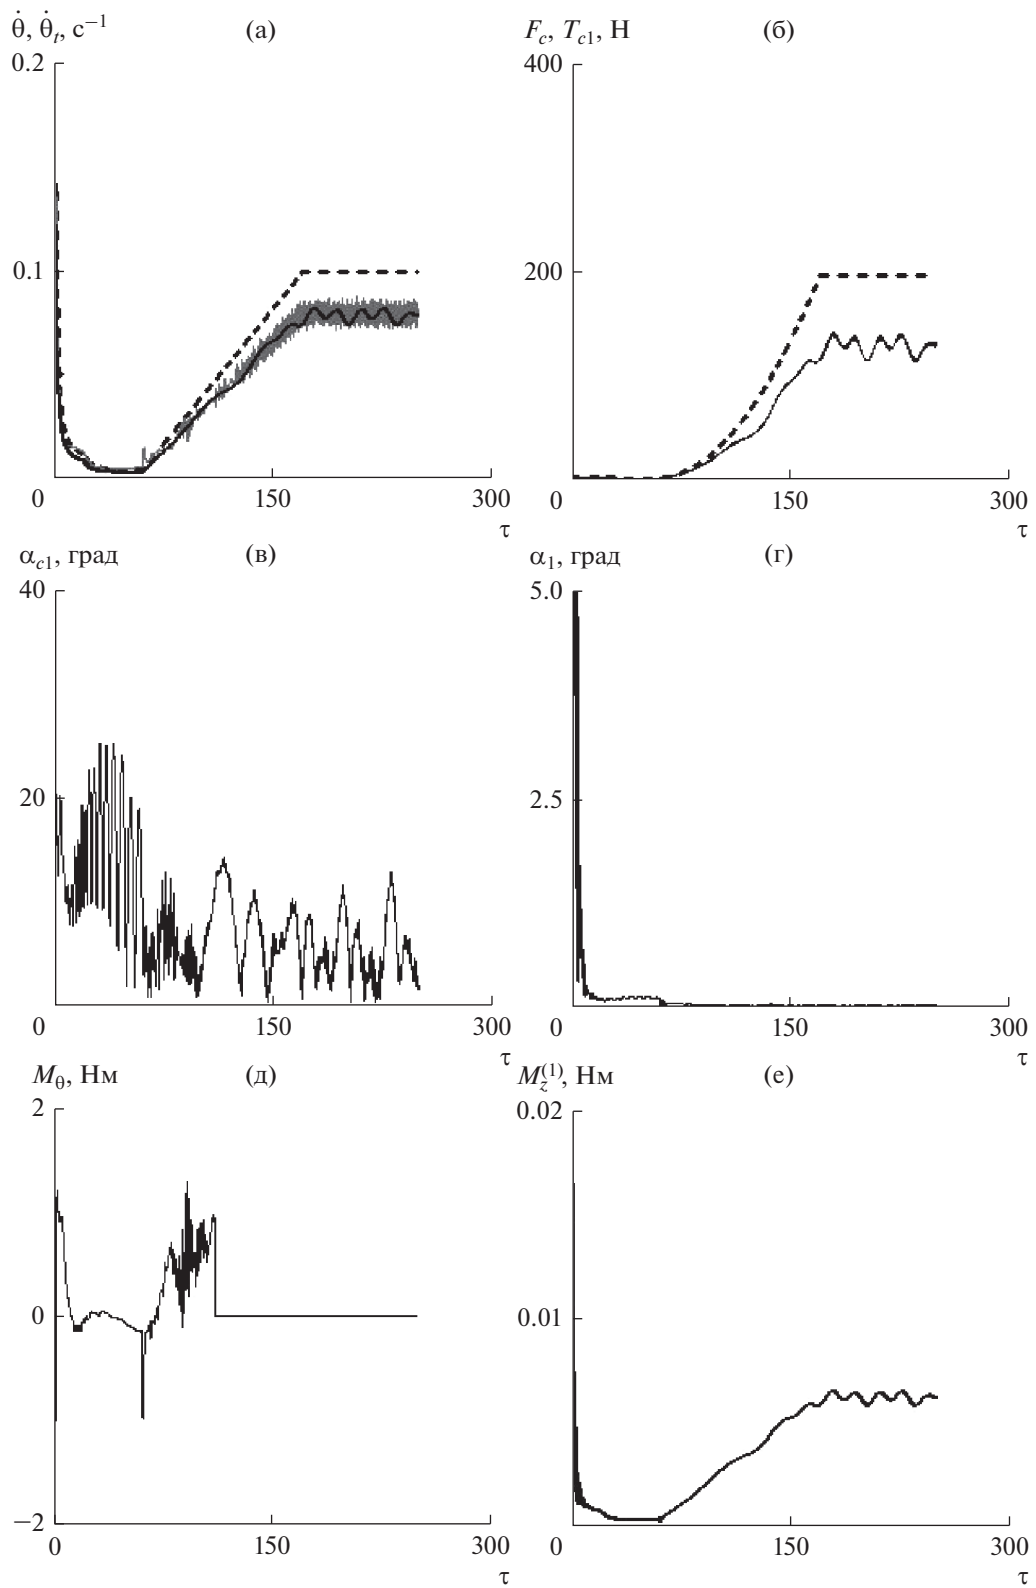 θ̇, θ̇ₜ, с⁻¹ (а)
0.2
0.1
0 150 300
τ
F_c, T_c1, Н (б)
400
200
0 150 300
τ
α_c1, град (в)
40
20
0 150 300
τ
α₁, град (г)
5.0
2.5
0 150 300
τ
M_θ, Нм (д)
2
0
−2
0 150 300
τ
M_z^(1), Нм (е)
0.02
0.01
0 150 300
τ